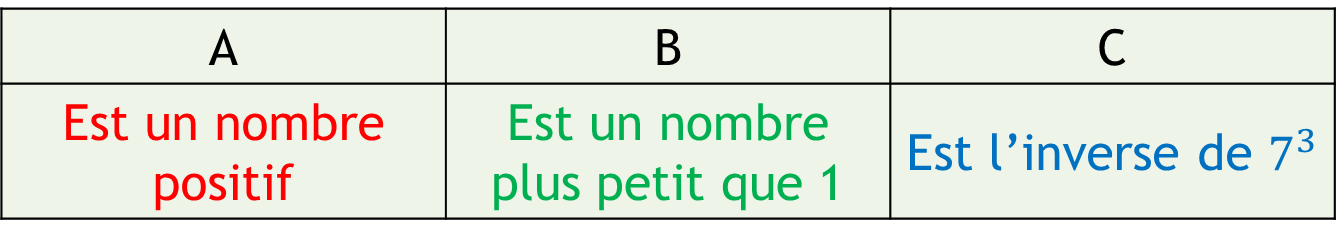 A
B
C
Est un nombre
positif
Est un nombre
plus petit que 1
Est l’inverse de 7³